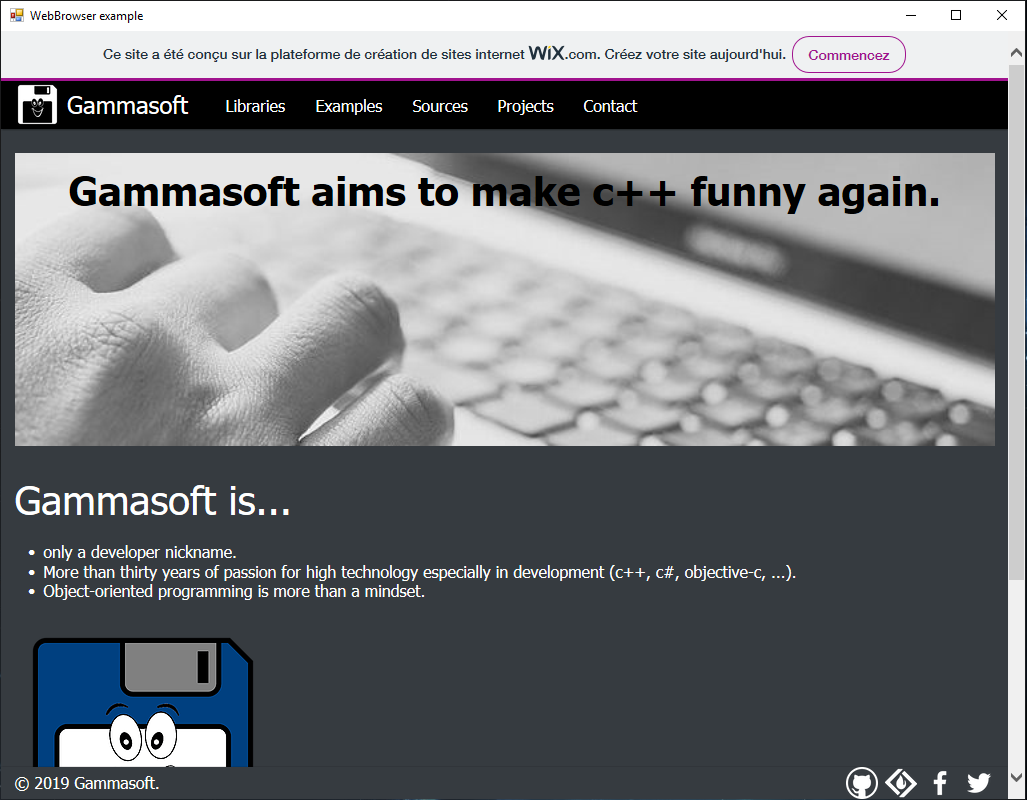 WebBrowser example
Ce site a été conçu sur la plateforme de création de sites internet WiX.com. Créez votre site aujourd'hui. Commencez
Gammasoft Libraries Examples Sources Projects Contact
Gammasoft aims to make c++ funny again.
Gammasoft is...
• only a developer nickname.
• More than thirty years of passion for high technology especially in development (c++, c#, objective-c, ...).
• Object-oriented programming is more than a mindset.
© 2019 Gammasoft.